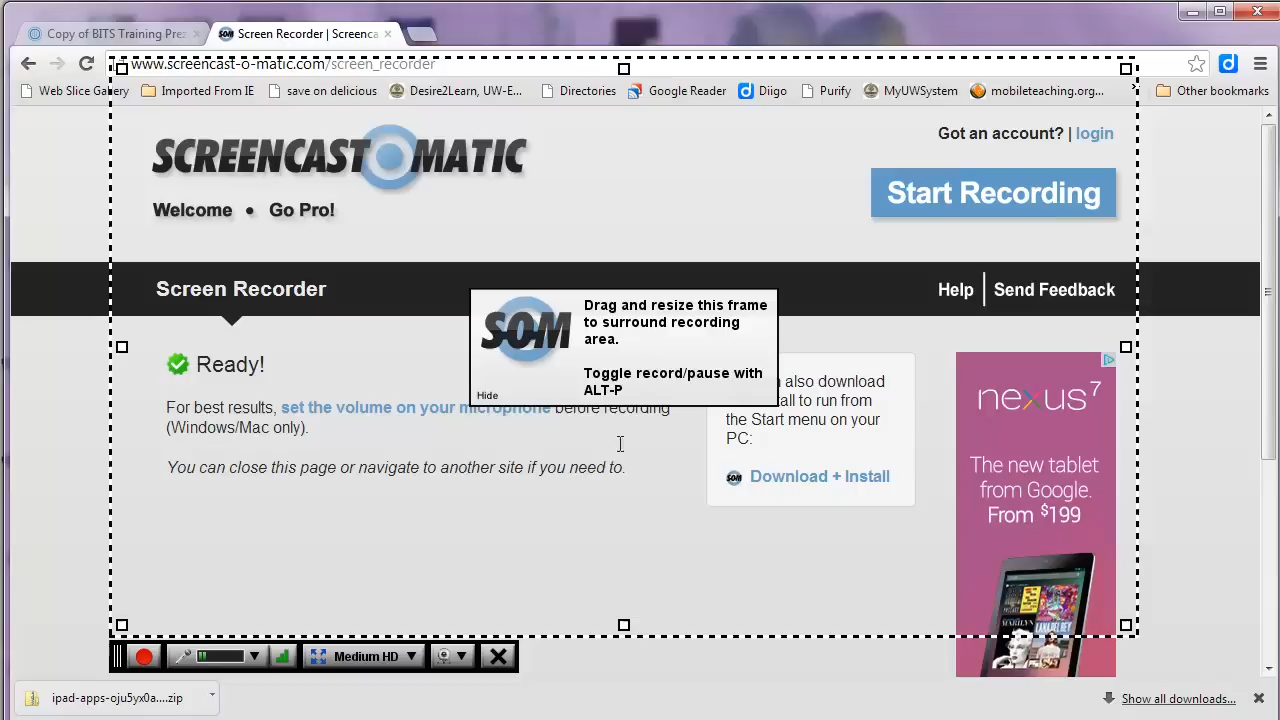 Copy of BITS Training Prez
Screen Recorder | Screenca
www.screencast-o-matic.com/screen_recorder
Web Slice Gallery
Imported From IE
save on delicious
Desire2Learn, UW-E...
Directories
Google Reader
Diigo
Purify
MyUWSystem
mobileteaching.org...
Other bookmarks
SCREENCAST O MATIC
Got an account? | login
Start Recording
Welcome • Go Pro!
Screen Recorder
Help | Send Feedback
SOM
Drag and resize this frame
to surround recording
area.
Toggle record/pause with
ALT-P
Hide
Ready!
For best results, set the volume on your microphone before recording
(Windows/Mac only).
You can close this page or navigate to another site if you need to.
also download
to run from
the Start menu on your
PC:
SOM Download + Install
nexus 7
The new tablet
from Google.
From $199
MARILYN
LANA DEL REY
Medium HD
ipad-apps-oju5yx0a....zip
Show all downloads...